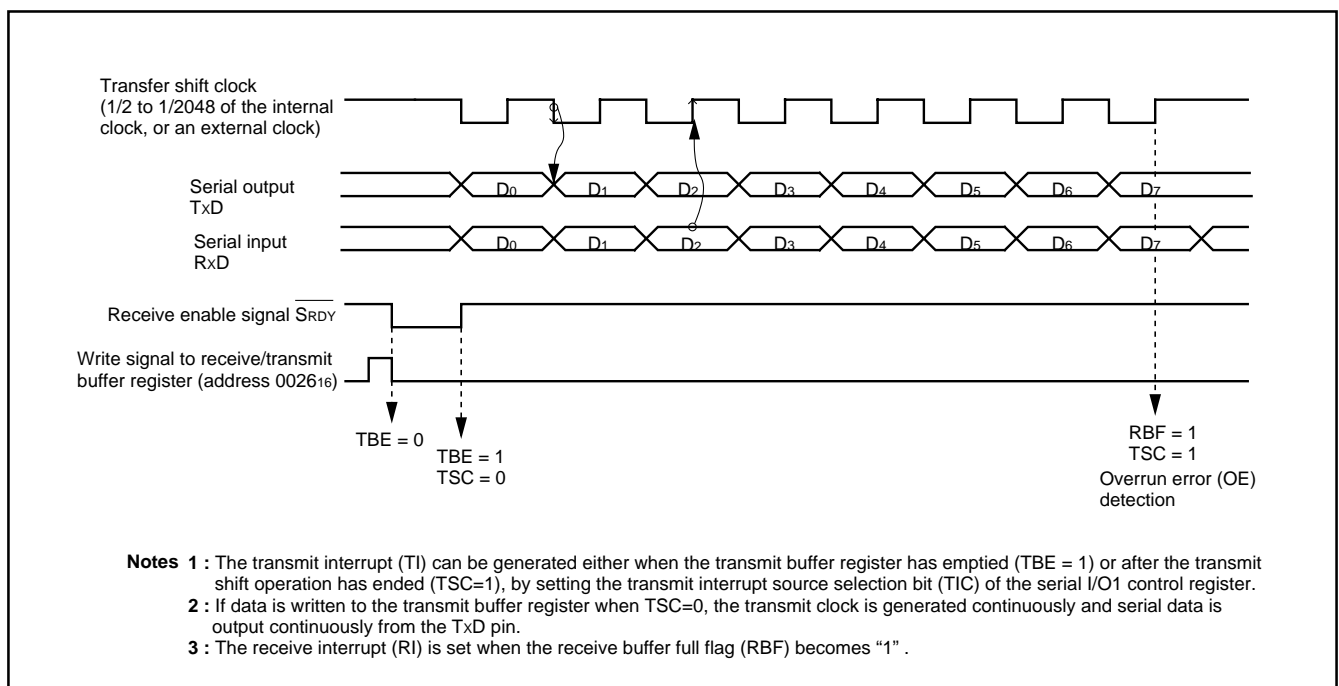 Transfer shift clock
(1/2 to 1/2048 of the internal
clock, or an external clock)
Serial output
TxD
D0 D1 D2 D3 D4 D5 D6 D7
Serial input
RxD
D0 D1 D2 D3 D4 D5 D6 D7
Receive enable signal S̅R̅D̅Y̅
Write signal to receive/transmit
buffer register (address 002616)
TBE = 0
TBE = 1
TSC = 0
RBF = 1
TSC = 1
Overrun error (OE)
detection
Notes 1 : The transmit interrupt (TI) can be generated either when the transmit buffer register has emptied (TBE = 1) or after the transmit
shift operation has ended (TSC=1), by setting the transmit interrupt source selection bit (TIC) of the serial I/O1 control register.
2 : If data is written to the transmit buffer register when TSC=0, the transmit clock is generated continuously and serial data is
output continuously from the TxD pin.
3 : The receive interrupt (RI) is set when the receive buffer full flag (RBF) becomes “1” .